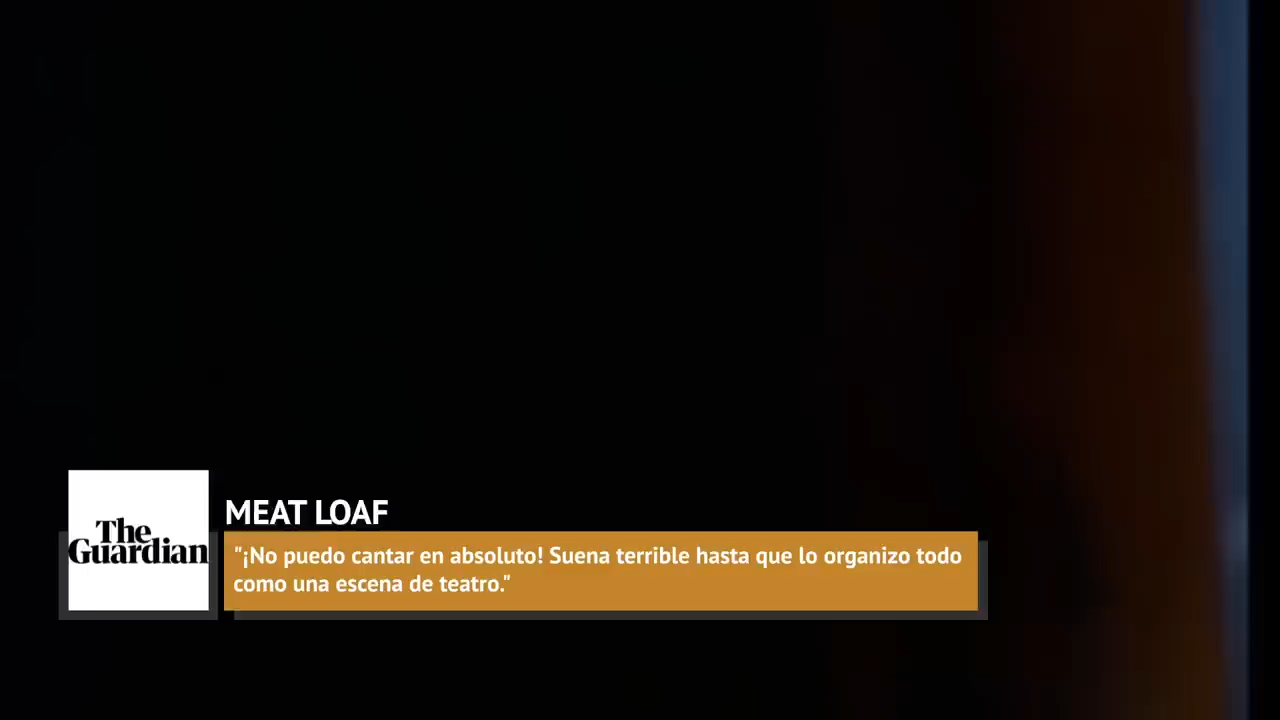 The
Guardian
MEAT LOAF
"¡No puedo cantar en absoluto! Suena terrible hasta que lo organizo todo
como una escena de teatro."